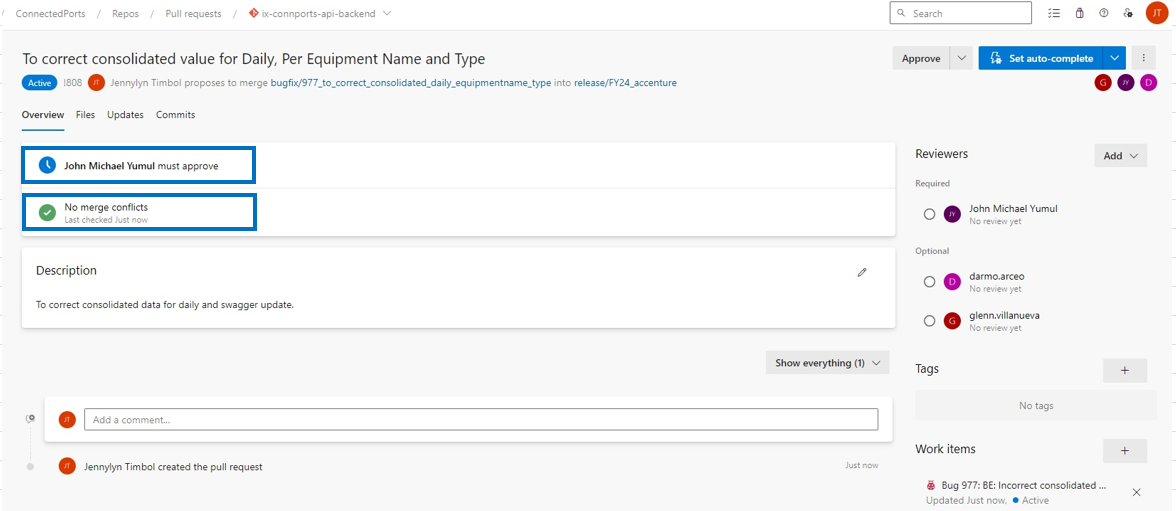 / ConnectedPorts / Repos / Pull requests / ix-connports-api-backend
Search
JT
To correct consolidated value for Daily, Per Equipment Name and Type
Approve
Set auto-complete
Active I808 JT Jennylyn Timbol proposes to merge bugfix/977_to_correct_consolidated_daily_equipmentname_type into release/FY24_accenture
G JY D
Overview Files Updates Commits
John Michael Yumul must approve
No merge conflicts
Last checked Just now
Description
To correct consolidated data for daily and swagger update.
Show everything (1)
JT Add a comment...
JT Jennylyn Timbol created the pull request
Just now
Reviewers
Add
Required
JY John Michael Yumul
No review yet
Optional
D darmo.arceo
No review yet
G glenn.villanueva
No review yet
Tags
No tags
Work items
Bug 977: BE: Incorrect consolidated ...
Updated Just now. Active